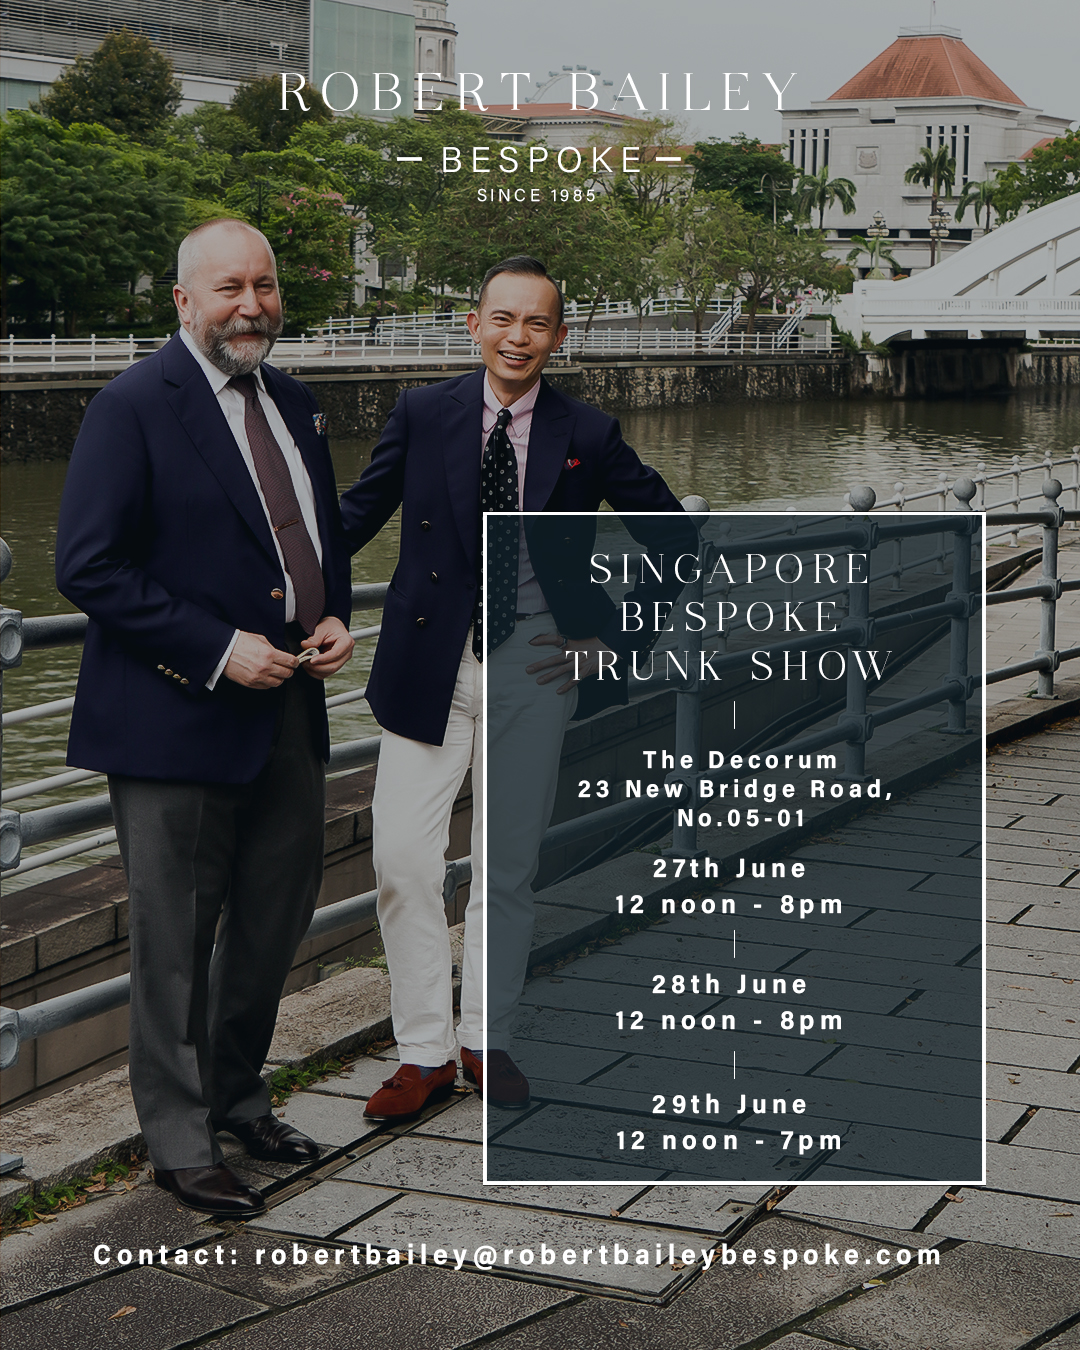 ROBERT BAILEY
BESPOKE
SINCE 1985
SINGAPORE
BESPOKE
TRUNK SHOW
The Decorum
23 New Bridge Road,
No.05-01
27th June
12 noon - 8pm
28th June
12 noon - 8pm
29th June
12 noon - 7pm
Contact: robertbailey@robertbaileybespoke.com